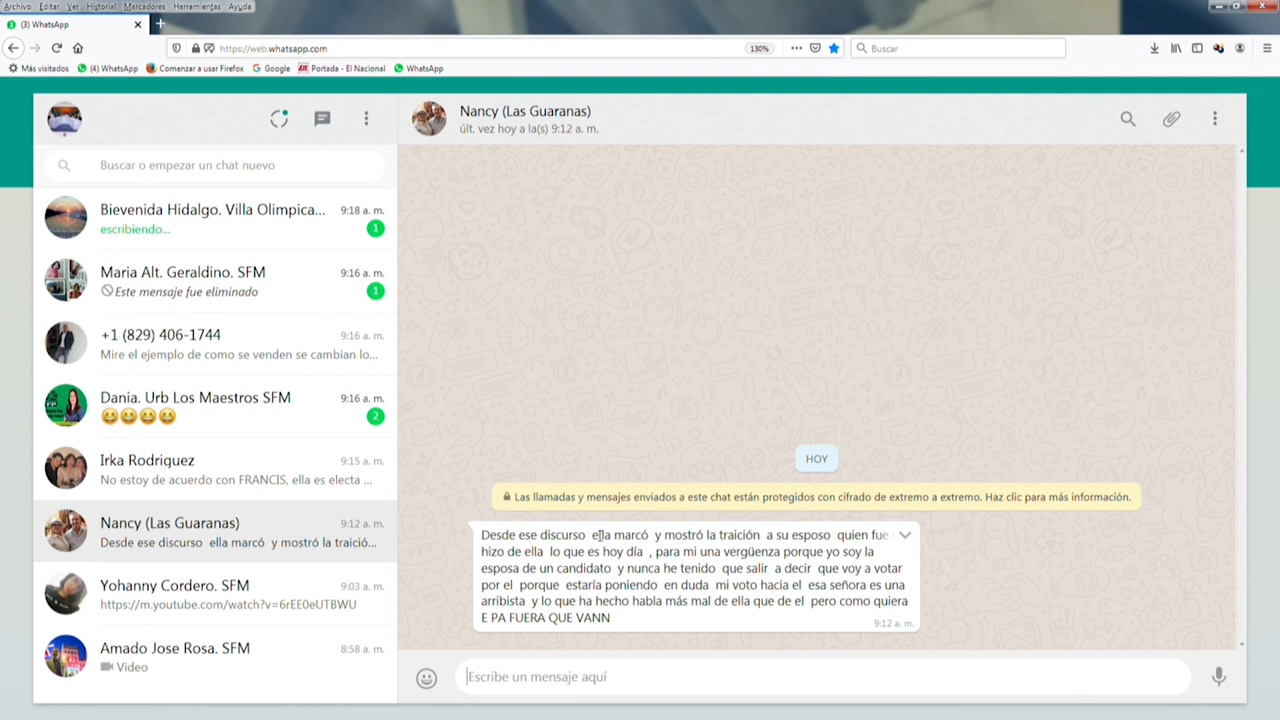 Archivo Editar Ver Historial Marcadores Herramientas Ayuda
(3) WhatsApp
https://web.whatsapp.com
130%
Buscar
Más visitados (4) WhatsApp Comenzar a usar Firefox Google Portada - El Nacional WhatsApp
Buscar o empezar un chat nuevo
Bievenida Hidalgo. Villa Olimpica... 9:18 a. m.
escribiendo... 1
Maria Alt. Geraldino. SFM 9:16 a. m.
Este mensaje fue eliminado 1
+1 (829) 406-1744 9:16 a. m.
Mire el ejemplo de como se venden se cambian lo...
Dania. Urb Los Maestros SFM 9:16 a. m.
2
Irka Rodriguez 9:15 a. m.
No estoy de acuerdo con FRANCIS, ella es electa ...
Nancy (Las Guaranas) 9:12 a. m.
Desde ese discurso ella marcó y mostró la traició...
Yohanny Cordero. SFM 9:03 a. m.
https://m.youtube.com/watch?v=6rEE0eUTBWU
Amado Jose Rosa. SFM 8:58 a. m.
Video
Nancy (Las Guaranas)
últ. vez hoy a la(s) 9:12 a. m.
HOY
Las llamadas y mensajes enviados a este chat están protegidos con cifrado de extremo a extremo. Haz clic para más información.
Desde ese discurso ella marcó y mostró la traición a su esposo quien fue
hizo de ella lo que es hoy día , para mi una vergüenza porque yo soy la
esposa de un candidato y nunca he tenido que salir a decir que voy a votar
por el porque estaría poniendo en duda mi voto hacia el esa señora es una
arribista y lo que ha hecho habla más mal de ella que de el pero como quiera
E PA FUERA QUE VANN
9:12 a. m.
Escribe un mensaje aquí